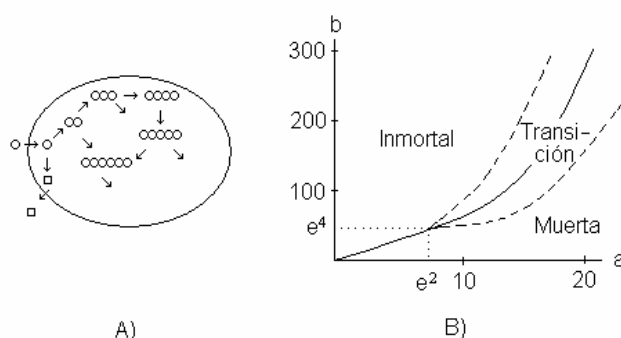 b
300
200
100
e⁴
Inmortal
Transi-
ción
Muerta
e² 10 20 a
A) B)